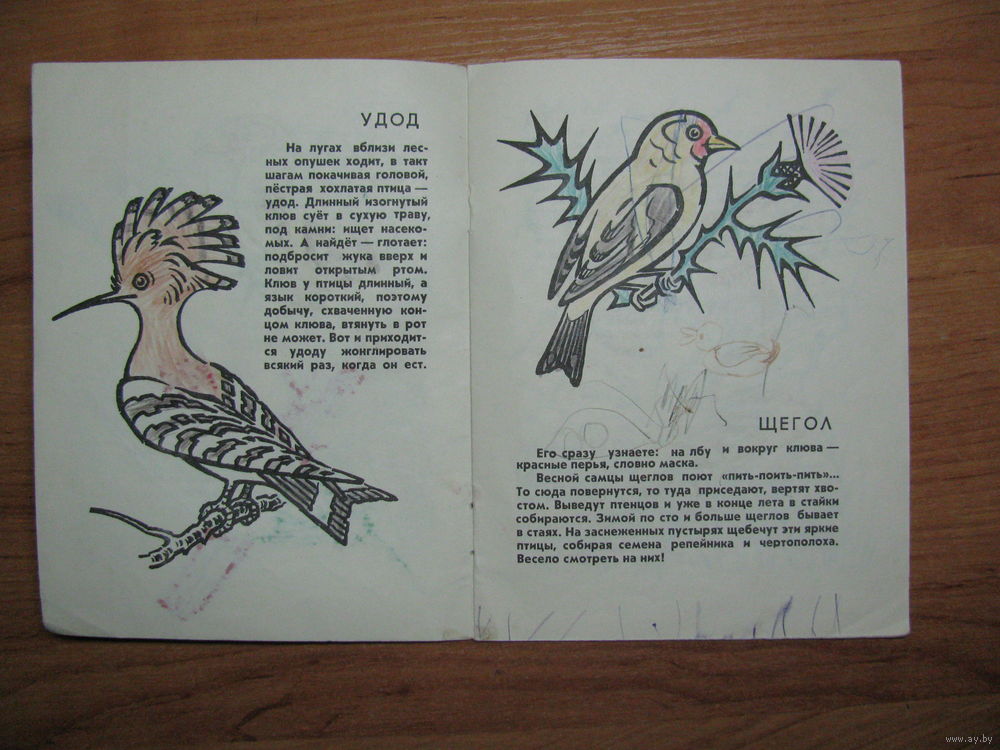 УДОД
На лугах вблизи лес-
ных опушек ходит, в такт
шагам покачивая головой,
пёстрая хохлатая птица —
удод. Длинный изогнутый
клюв суёт в сухую траву,
под камни: ищет насеко-
мых. А найдёт — глотает:
подбросит жука вверх и
ловит открытым ртом.
Клюв у птицы длинный, а
язык короткий, поэтому
добычу, схваченную кон-
цом клюва, втянуть в рот
не может. Вот и приходит-
ся удоду жонглировать
всякий раз, когда он ест.
ЩЕГОЛ
Его сразу узнаете: на лбу и вокруг клюва —
красные перья, словно маска.
Весной самцы щеглов поют «пить-поить-пить»...
То сюда повернутся, то туда приседают, вертят хво-
стом. Выведут птенцов и уже в конце лета в стайки
собираются. Зимой по сто и больше щеглов бывает
в стаях. На заснеженных пустырях щебечут эти яркие
птицы, собирая семена репейника и чертополоха.
Весело смотреть на них!
www.ay.by